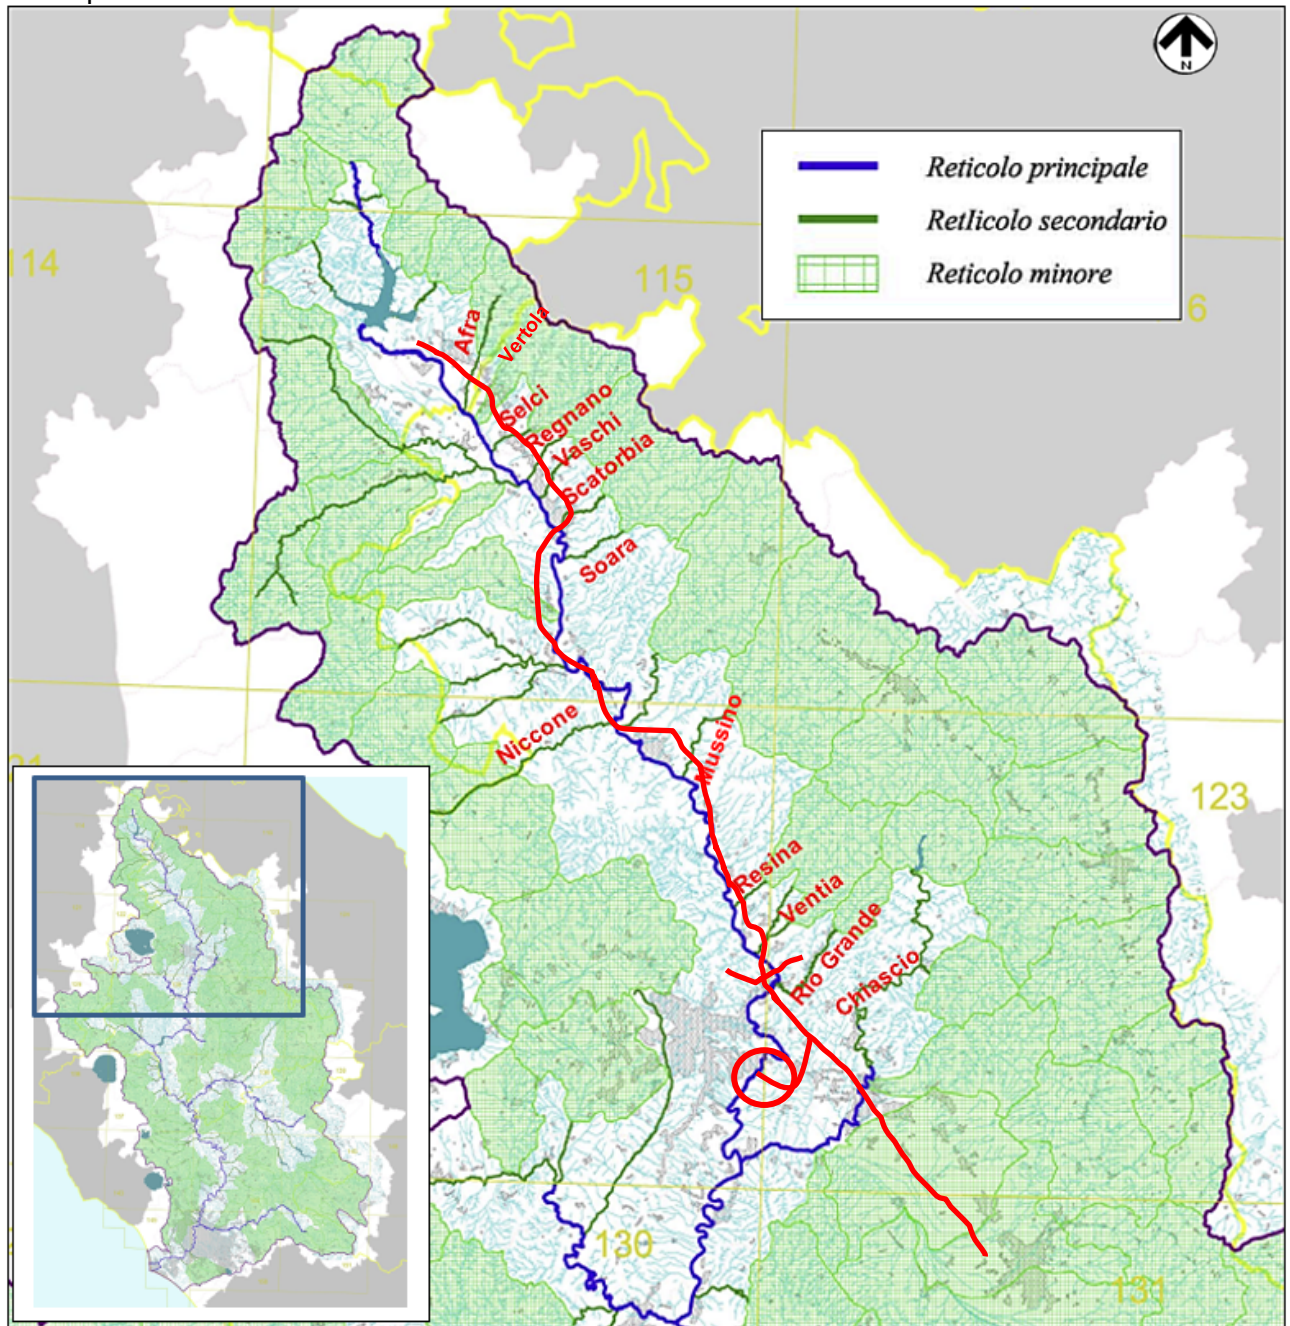 N
Reticolo principale
RetIicolo secondario
Reticolo minore
114
115
6
Afra
Vertola
Selci
Regnano
Vaschi
Scatorbia
Soara
Niccone
Mussino
123
Resina
Ventia
Rio Grande
Chiascio
130
131